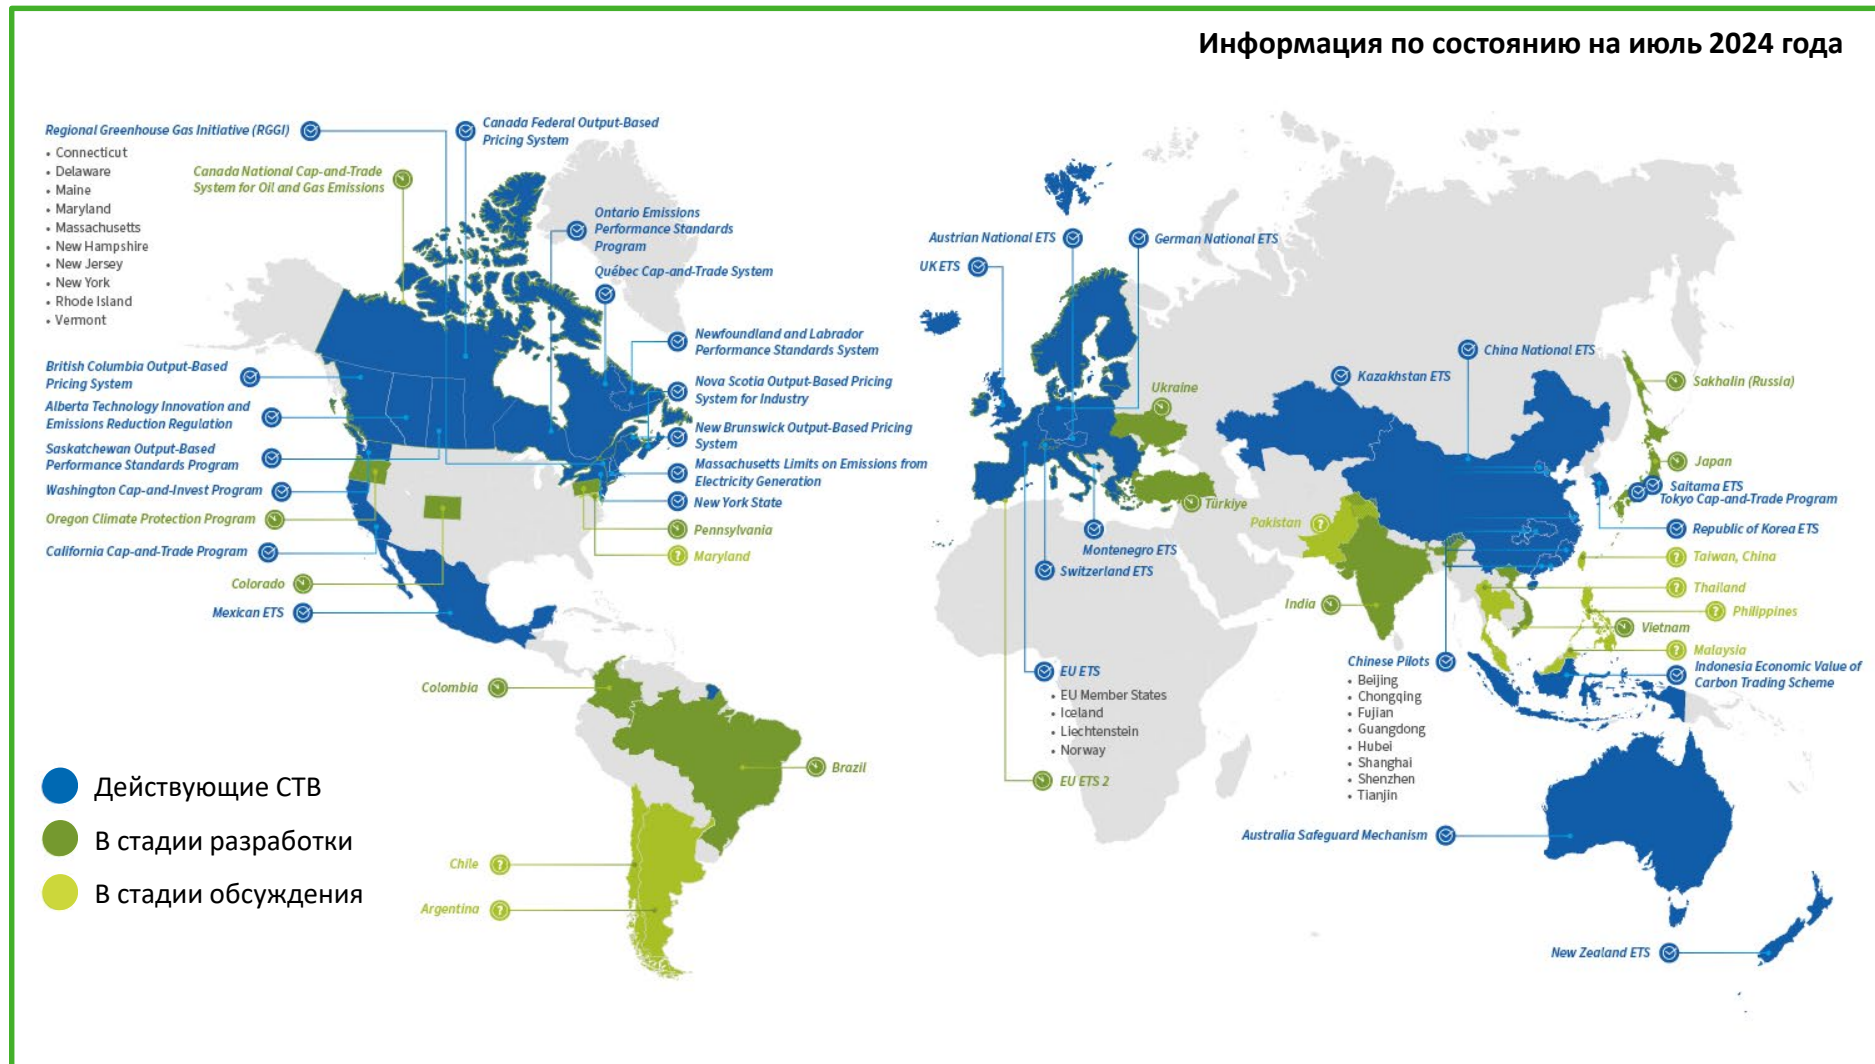 Информация по состоянию на июль 2024 года
Regional Greenhouse Gas Initiative (RGGI)
• Connecticut
• Delaware
• Maine
• Maryland
• Massachusetts
• New Hampshire
• New Jersey
• New York
• Rhode Island
• Vermont
Canada National Cap-and-Trade
System for Oil and Gas Emissions
Canada Federal Output-Based
Pricing System
Ontario Emissions
Performance Standards
Program
Québec Cap-and-Trade System
Newfoundland and Labrador
Performance Standards System
Nova Scotia Output-Based Pricing
System for Industry
New Brunswick Output-Based Pricing
System
Massachusetts Limits on Emissions from
Electricity Generation
New York State
Pennsylvania
Maryland
British Columbia Output-Based
Pricing System
Alberta Technology Innovation and
Emissions Reduction Regulation
Saskatchewan Output-Based
Performance Standards Program
Washington Cap-and-Invest Program
Oregon Climate Protection Program
California Cap-and-Trade Program
Colorado
Mexican ETS
Colombia
Brazil
Chile
Argentina
Действующие СТВ
В стадии разработки
В стадии обсуждения
Austrian National ETS
German National ETS
UK ETS
Ukraine
Türkiye
Montenegro ETS
Switzerland ETS
EU ETS
• EU Member States
• Iceland
• Liechtenstein
• Norway
EU ETS 2
Kazakhstan ETS
China National ETS
Pakistan
India
Chinese Pilots
• Beijing
• Chongqing
• Fujian
• Guangdong
• Hubei
• Shanghai
• Shenzhen
• Tianjin
Sakhalin (Russia)
Japan
Saitama ETS
Tokyo Cap-and-Trade Program
Republic of Korea ETS
Taiwan, China
Thailand
Philippines
Vietnam
Malaysia
Indonesia Economic Value of
Carbon Trading Scheme
Australia Safeguard Mechanism
New Zealand ETS